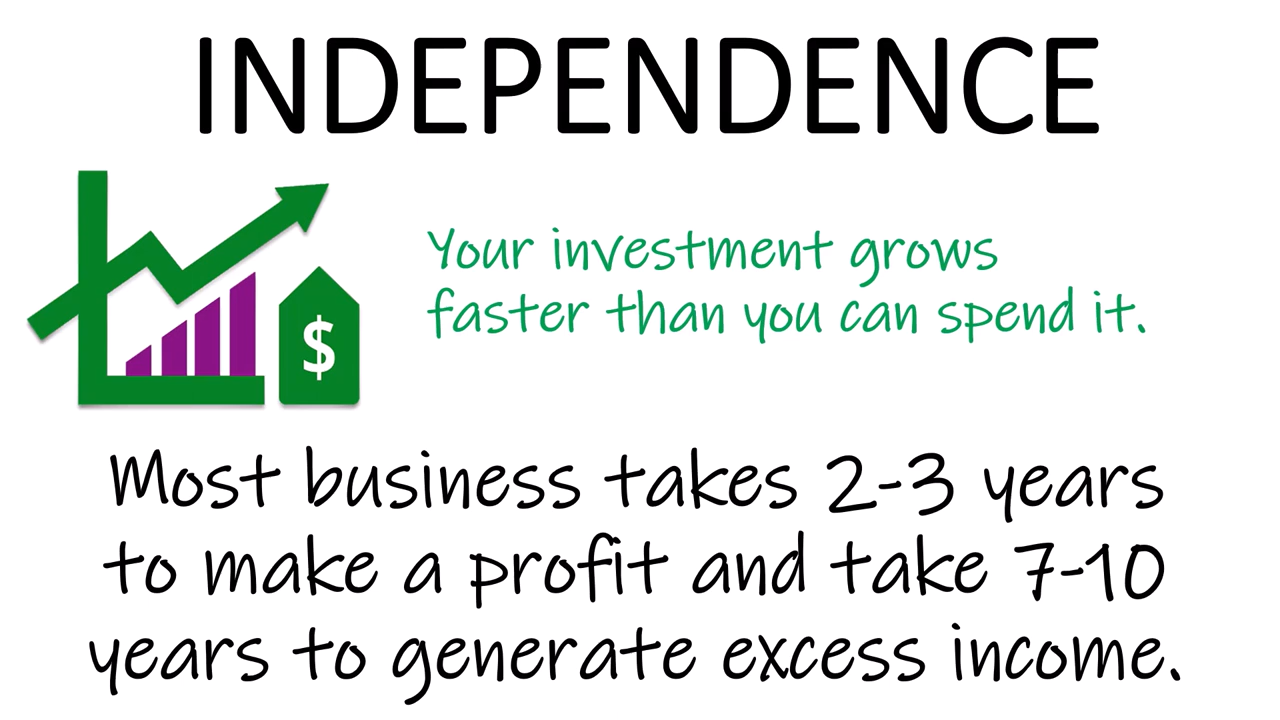 INDEPENDENCE
Your investment grows
faster than you can spend it.
$
Most business takes 2-3 years
to make a profit and take 7-10
years to generate excess income.